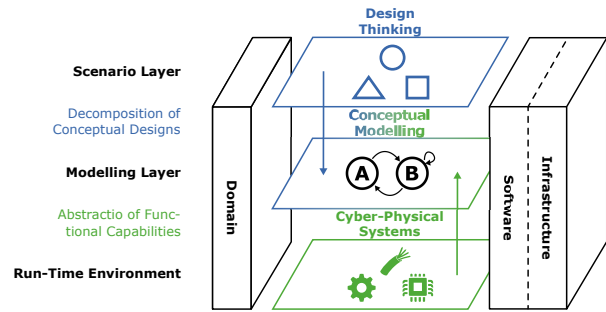 Design
Thinking
Scenario Layer
Decomposition of
Conceptual Designs
Conceptual
Modelling
Modelling Layer
A
B
Abstractio of Func-
tional Capabilities
Cyber-Physical
Systems
Run-Time Environment
Domain
Software
Infrastructure